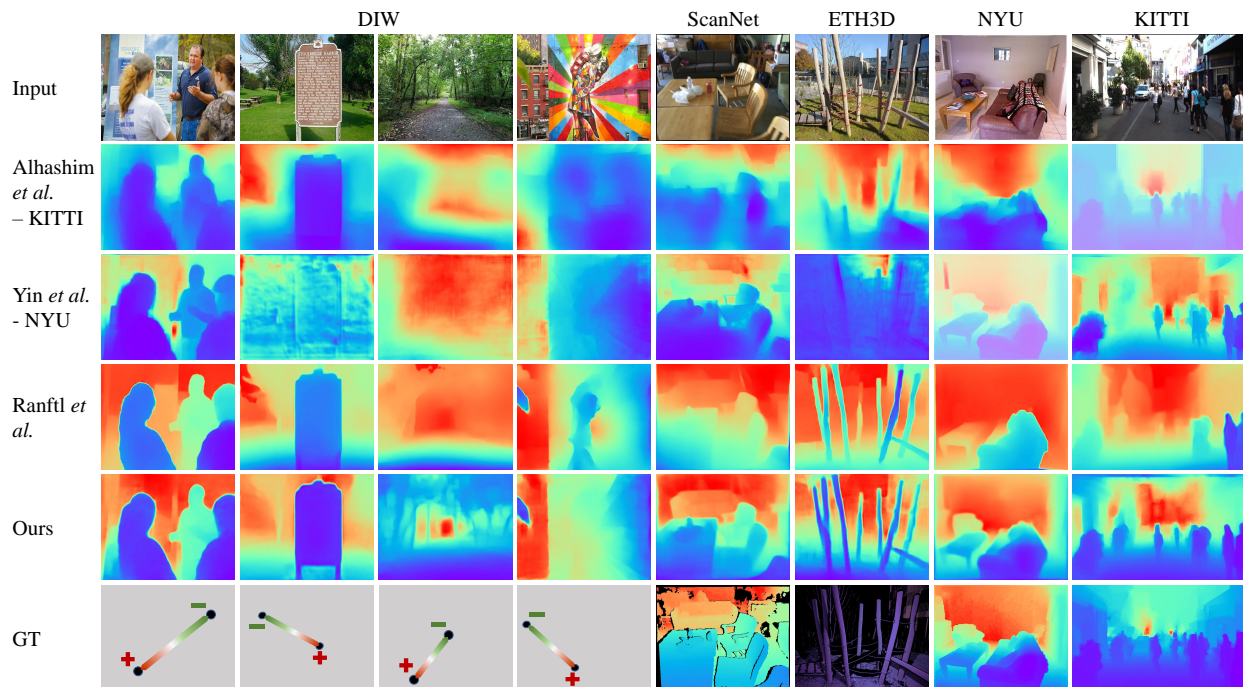 DIW ScanNet ETH3D NYU KITTI
Input
Alhashim
et al.
– KITTI
Yin et al.
- NYU
Ranftl et
al.
Ours
GT